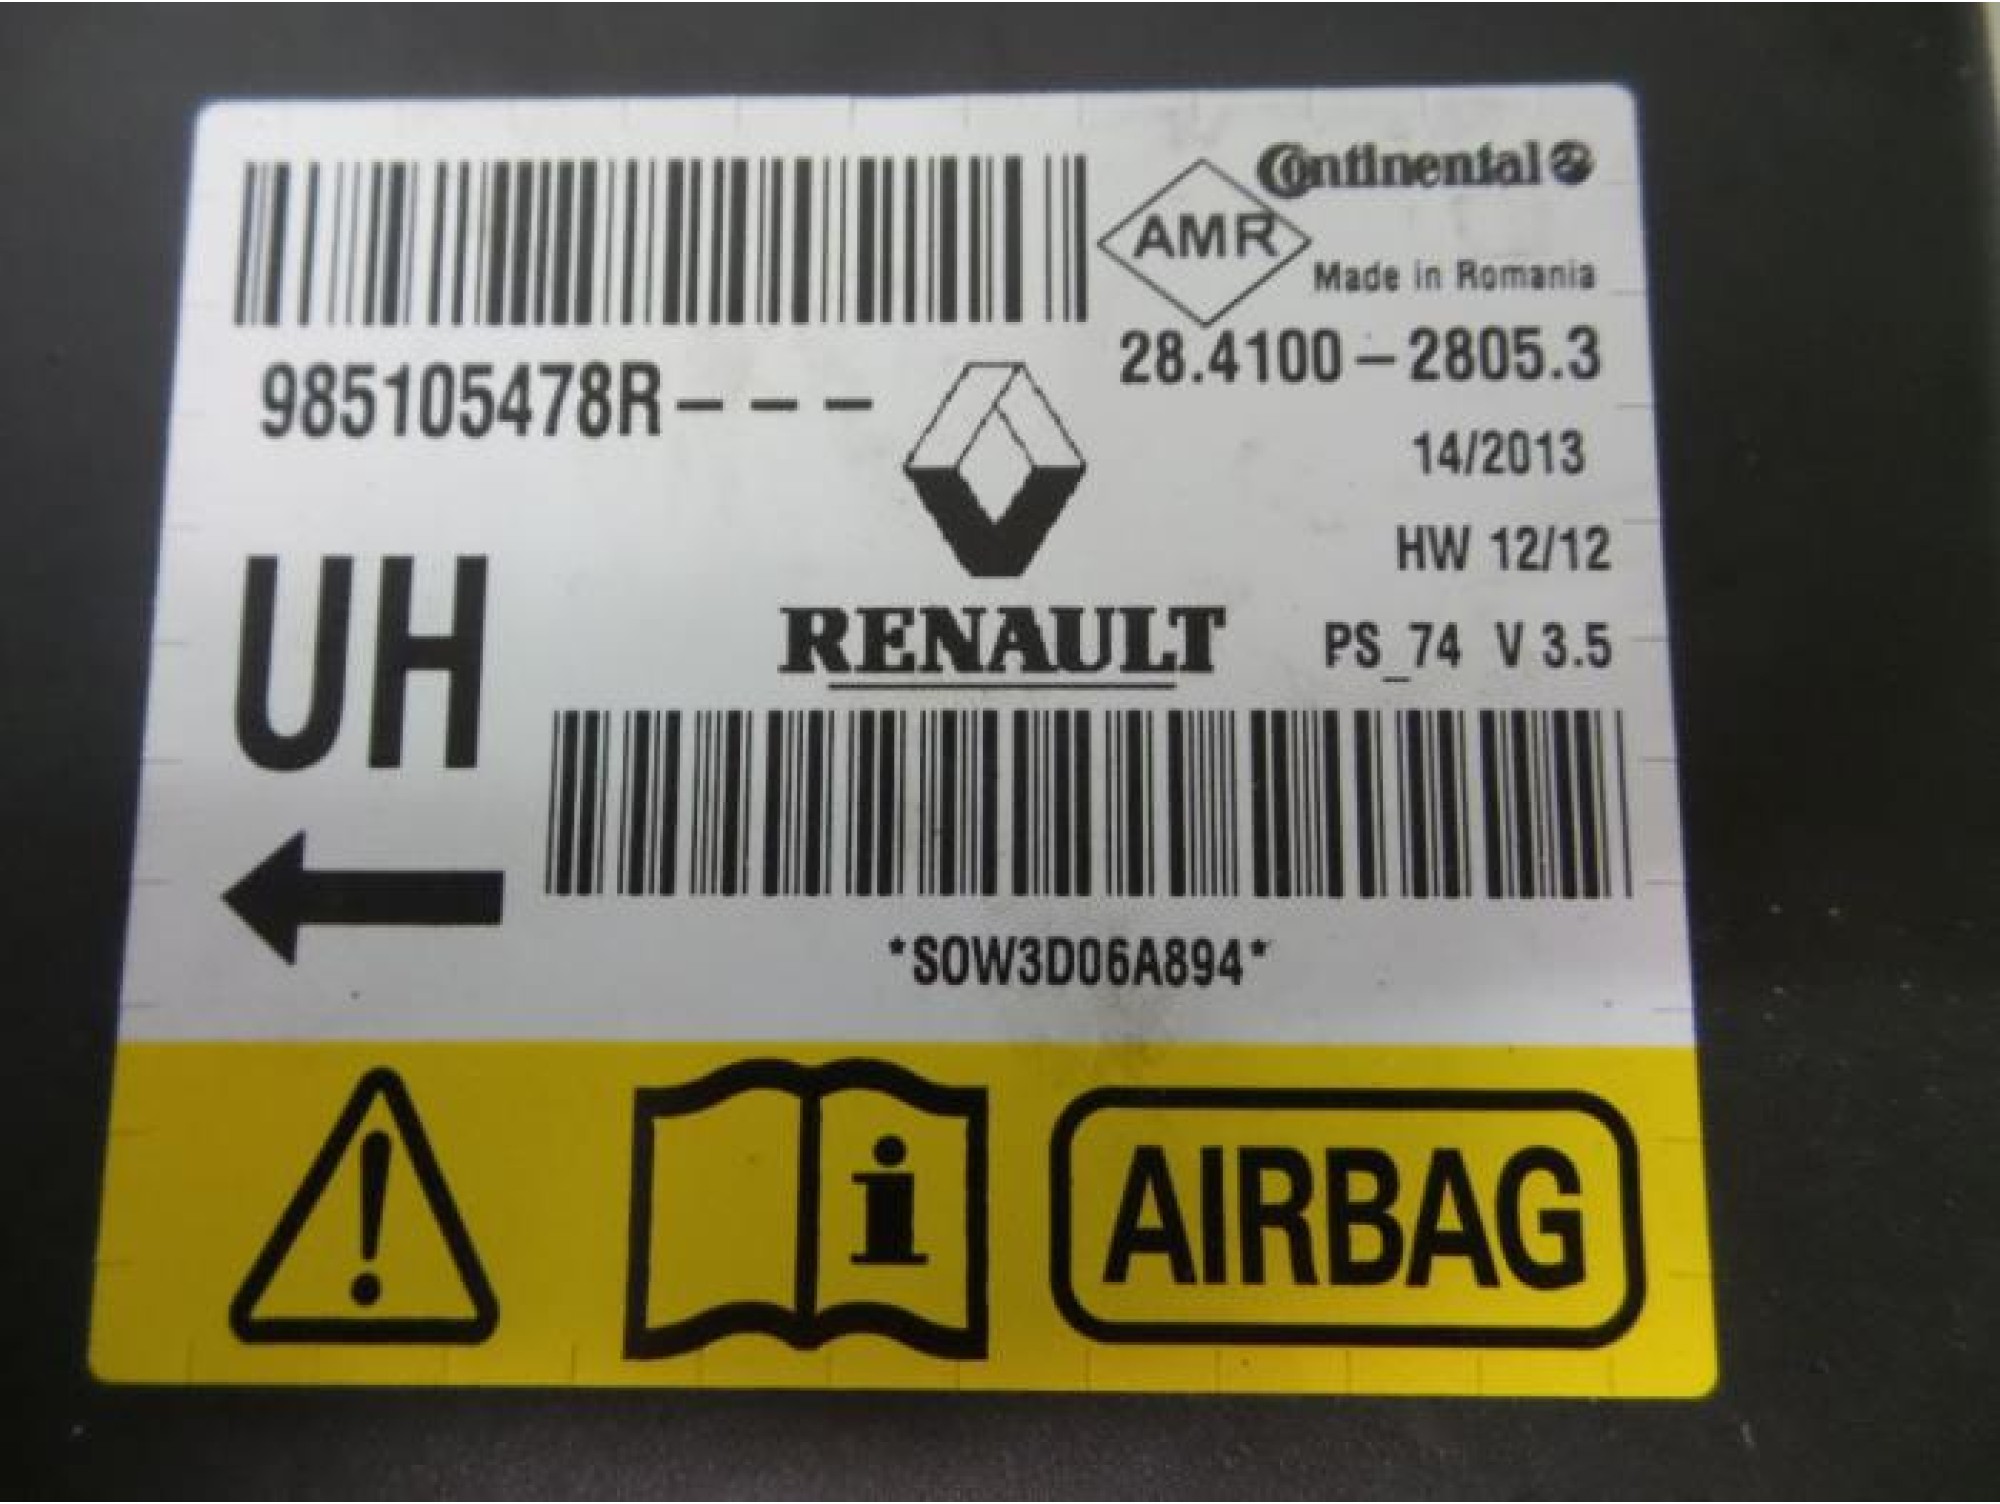 Continental
AMR
Made in Romania
28.4100-2805.3
985105478R---
14/2013
HW 12/12
UH
RENAULT
PS_74 V 3.5
*S0W3D06A894*
i
AIRBAG